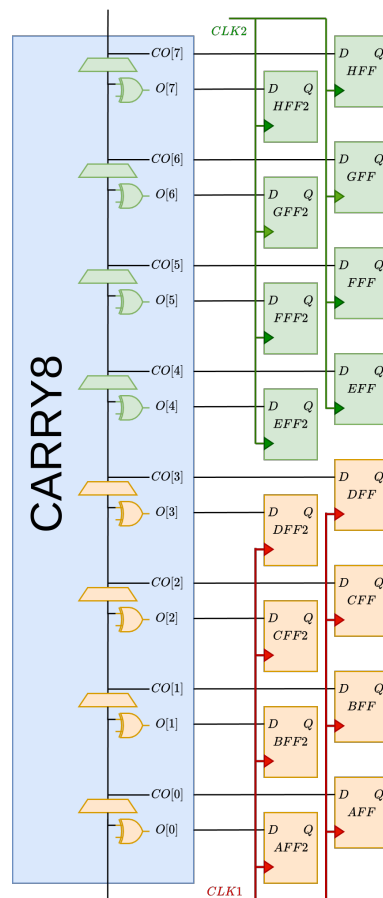 CLK2
CO[7] D Q
HFF
O[7] D Q
HFF2
CO[6] D Q
GFF
O[6] D Q
GFF2
CO[5] D Q
FFF
O[5] D Q
FFF2
CO[4] D Q
EFF
O[4] D Q
EFF2
CARRY8
CO[3] D Q
DFF
O[3] D Q
DFF2
CO[2] D Q
CFF
O[2] D Q
CFF2
CO[1] D Q
BFF
O[1] D Q
BFF2
CO[0] D Q
AFF
O[0] D Q
AFF2
CLK1